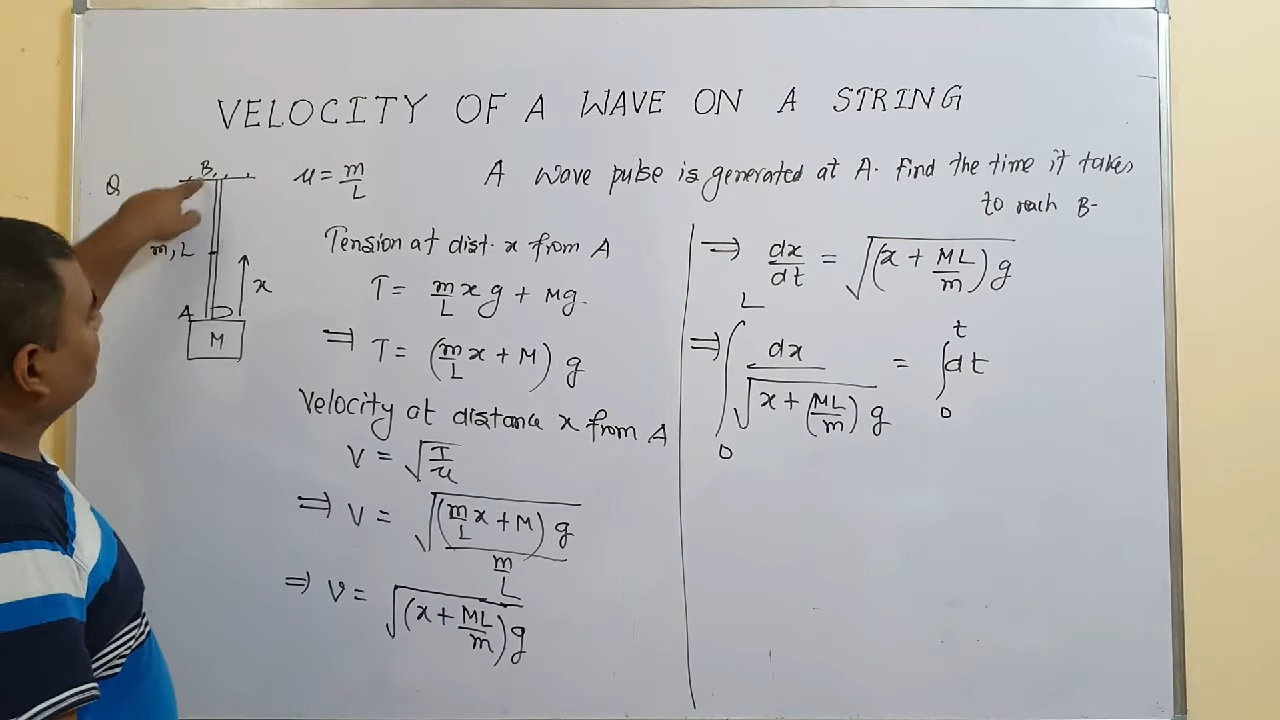 VELOCITY OF A WAVE ON A STRING
Q
B
m, L
x
A
M
u = m/L
A wave pulse is generated at A. Find the time it takes
to reach B-
Tension at dist. x from A
T = m/L x g + Mg.
⇒ T = (m/L x + M) g
Velocity at distance x from A
V = √(T/u)
⇒ V = √((m/L x + M) g / (m/L))
⇒ V = √((x + ML/m) g)
⇒ dx/dt = √((x + ML/m) g)
⇒ ∫₀ᴸ dx / √(x + (ML/m) g) = ∫₀ᵗ dt